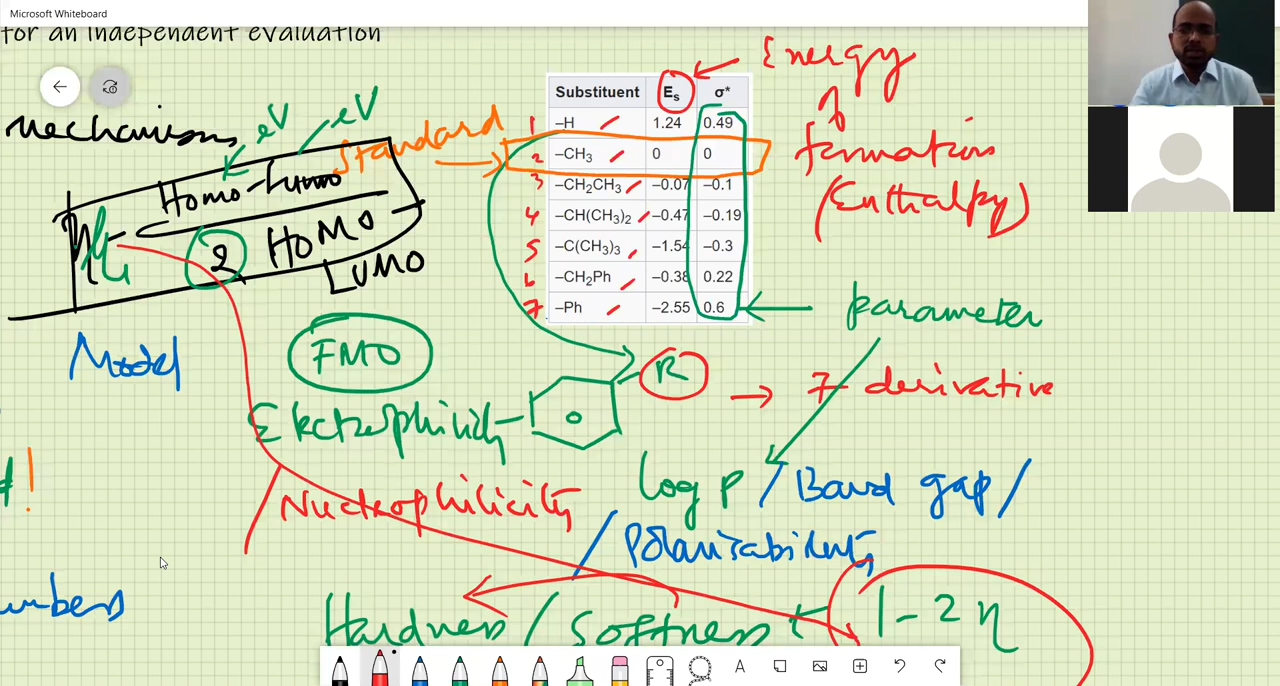 Microsoft Whiteboard
for an independent evaluation
mechanisms
eV
eV
Homo-Lumo
2
HOMO
LUMO
Model
Standard
Substituent Es σ*
1 –H 1.24 0.49
2 –CH3 0 0
3 –CH2CH3 –0.07 –0.1
4 –CH(CH3)2 –0.47 –0.19
5 –C(CH3)3 –1.54 –0.3
6 –CH2Ph –0.38 0.22
7 –Ph –2.55 0.6
Energy
of
formation
(Enthalpy)
parameter
FMO
R
→ 7 derivative
Electrophilicity
!
Nucleophilicity
log P / Band gap /
/ Polarizability
umbers
Hardness / Softness
1 - 2η
A